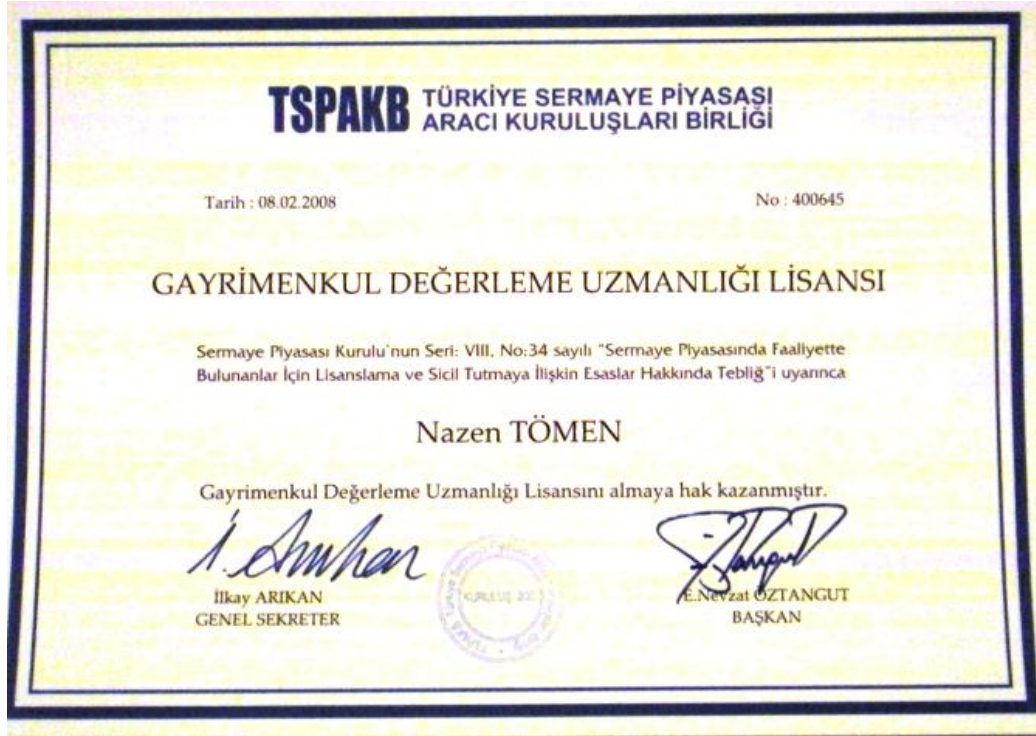 TSPAKB TÜRKİYE SERMAYE PİYASASI
ARACI KURULUŞLARI BİRLİĞİ
Tarih : 08.02.2008 No : 400645
GAYRİMENKUL DEĞERLEME UZMANLIĞI LİSANSI
Sermaye Piyasası Kurulu'nun Seri: VIII, No:34 sayılı "Sermaye Piyasasında Faaliyette
Bulunanlar İçin Lisanslama ve Sicil Tutmaya İlişkin Esaslar Hakkında Tebliğ"i uyarınca
Nazen TÖMEN
Gayrimenkul Değerleme Uzmanlığı Lisansını almaya hak kazanmıştır.
İlkay ARIKAN E.Nevzat ÖZTANGUT
GENEL SEKRETER BAŞKAN